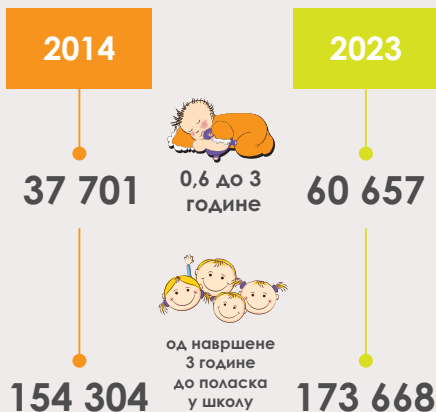 2014
2023
37 701
0,6 до 3
године
60 657
од навршене
3 године
до поласка
у школу
154 304
173 668